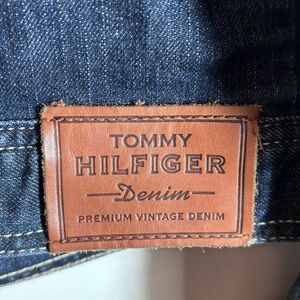 TOMMY
HILFIGER
Denim
PREMIUM VINTAGE DENIM